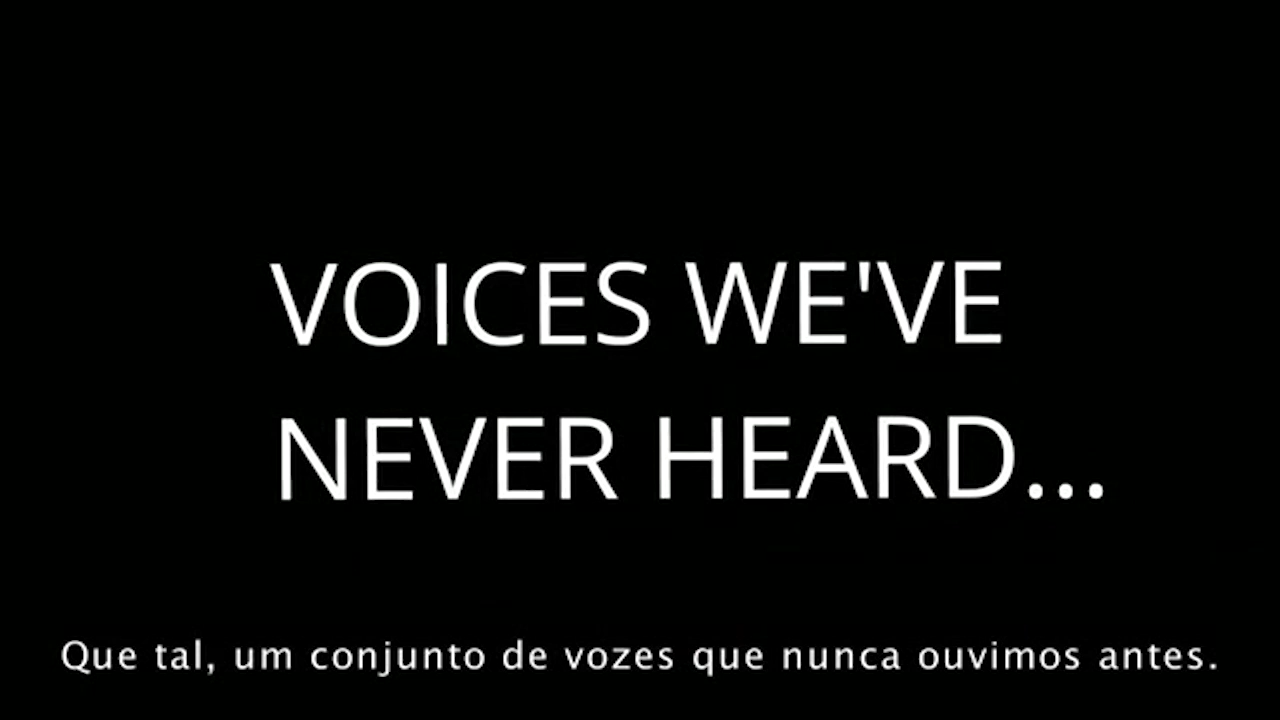 VOICES WE'VE
NEVER HEARD...
Que tal, um conjunto de vozes que nunca ouvimos antes.